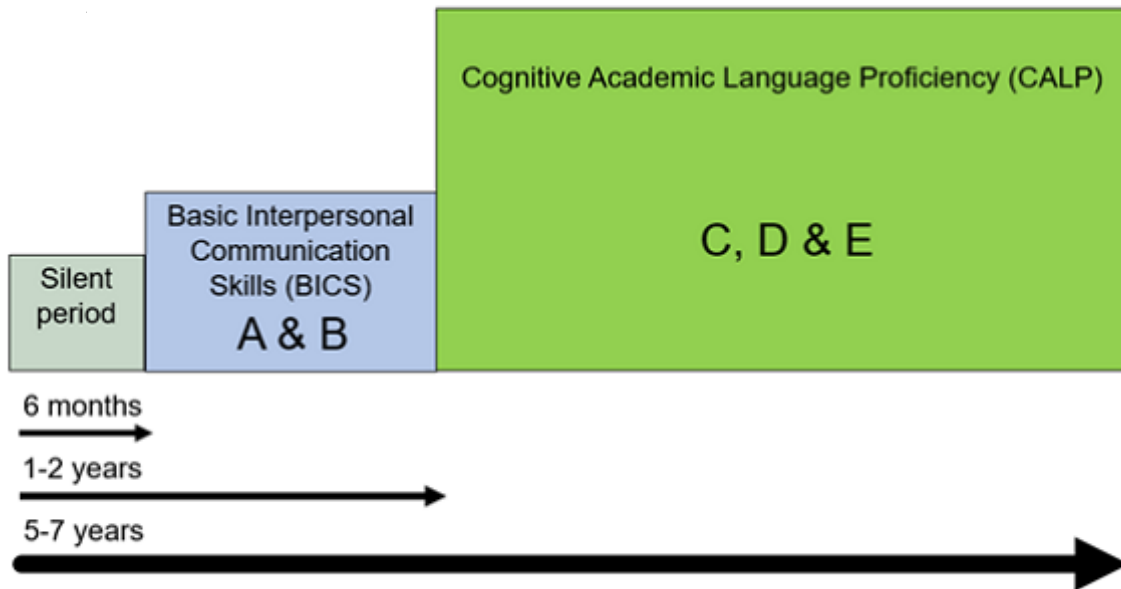 Cognitive Academic Language Proficiency (CALP)
Basic Interpersonal
Communication
Skills (BICS)
A & B
C, D & E
Silent
period
6 months
1-2 years
5-7 years